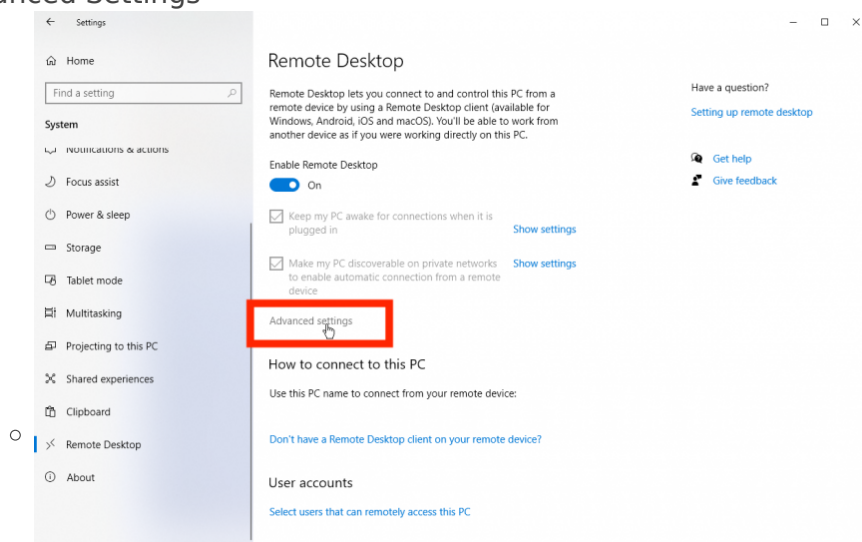 anced Settings
Settings
Home
Find a setting
System
Notifications & actions
Focus assist
Power & sleep
Storage
Tablet mode
Multitasking
Projecting to this PC
Shared experiences
Clipboard
Remote Desktop
About
Remote Desktop
Remote Desktop lets you connect to and control this PC from a
remote device by using a Remote Desktop client (available for
Windows, Android, iOS and macOS). You'll be able to work from
another device as if you were working directly on this PC.
Enable Remote Desktop
On
Keep my PC awake for connections when it is
plugged in
Show settings
Make my PC discoverable on private networks
to enable automatic connection from a remote
device
Show settings
Advanced settings
How to connect to this PC
Use this PC name to connect from your remote device:
Don't have a Remote Desktop client on your remote device?
User accounts
Select users that can remotely access this PC
Have a question?
Setting up remote desktop
Get help
Give feedback